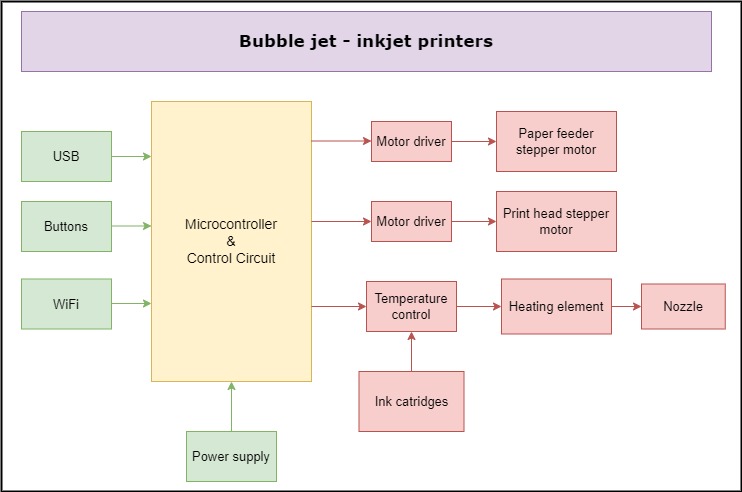 Bubble jet - inkjet printers
USB
Buttons
WiFi
Microcontroller
&
Control Circuit
Power supply
Motor driver
Paper feeder
stepper motor
Motor driver
Print head stepper
motor
Temperature
control
Heating element
Nozzle
Ink catridges